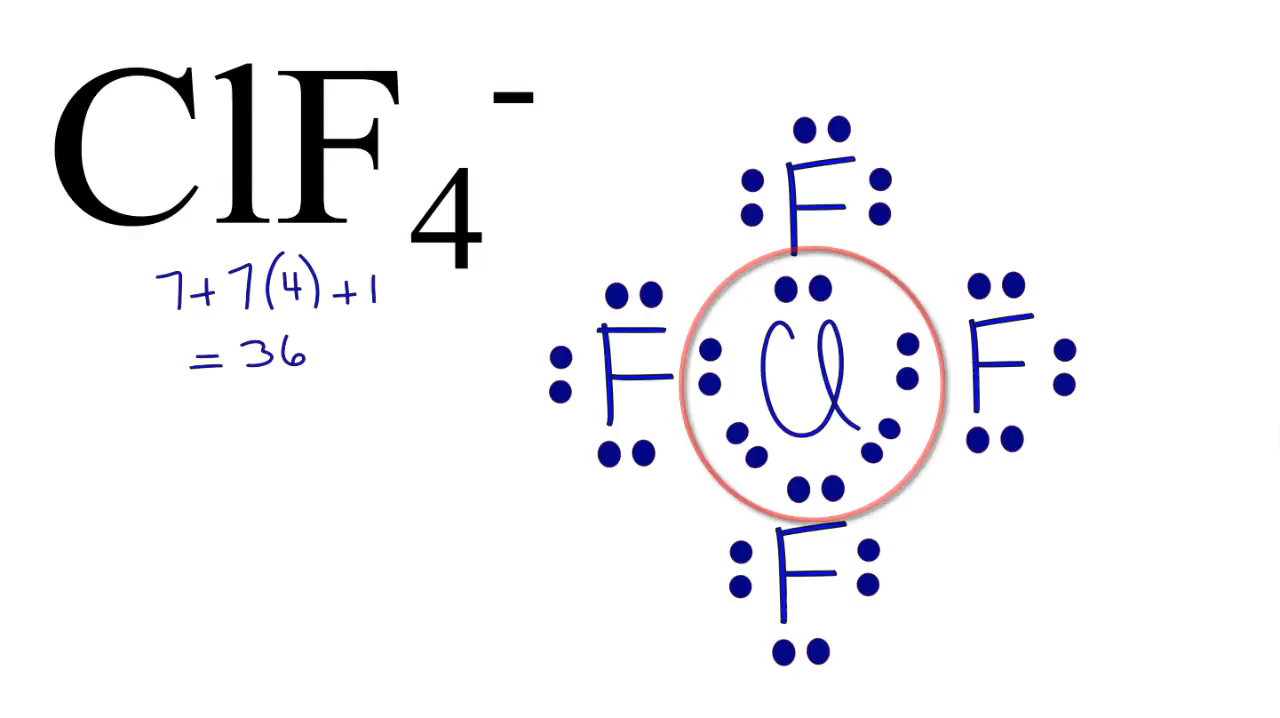 ClF₄⁻
7+7(4)+1
=36
F
F Cl F
F